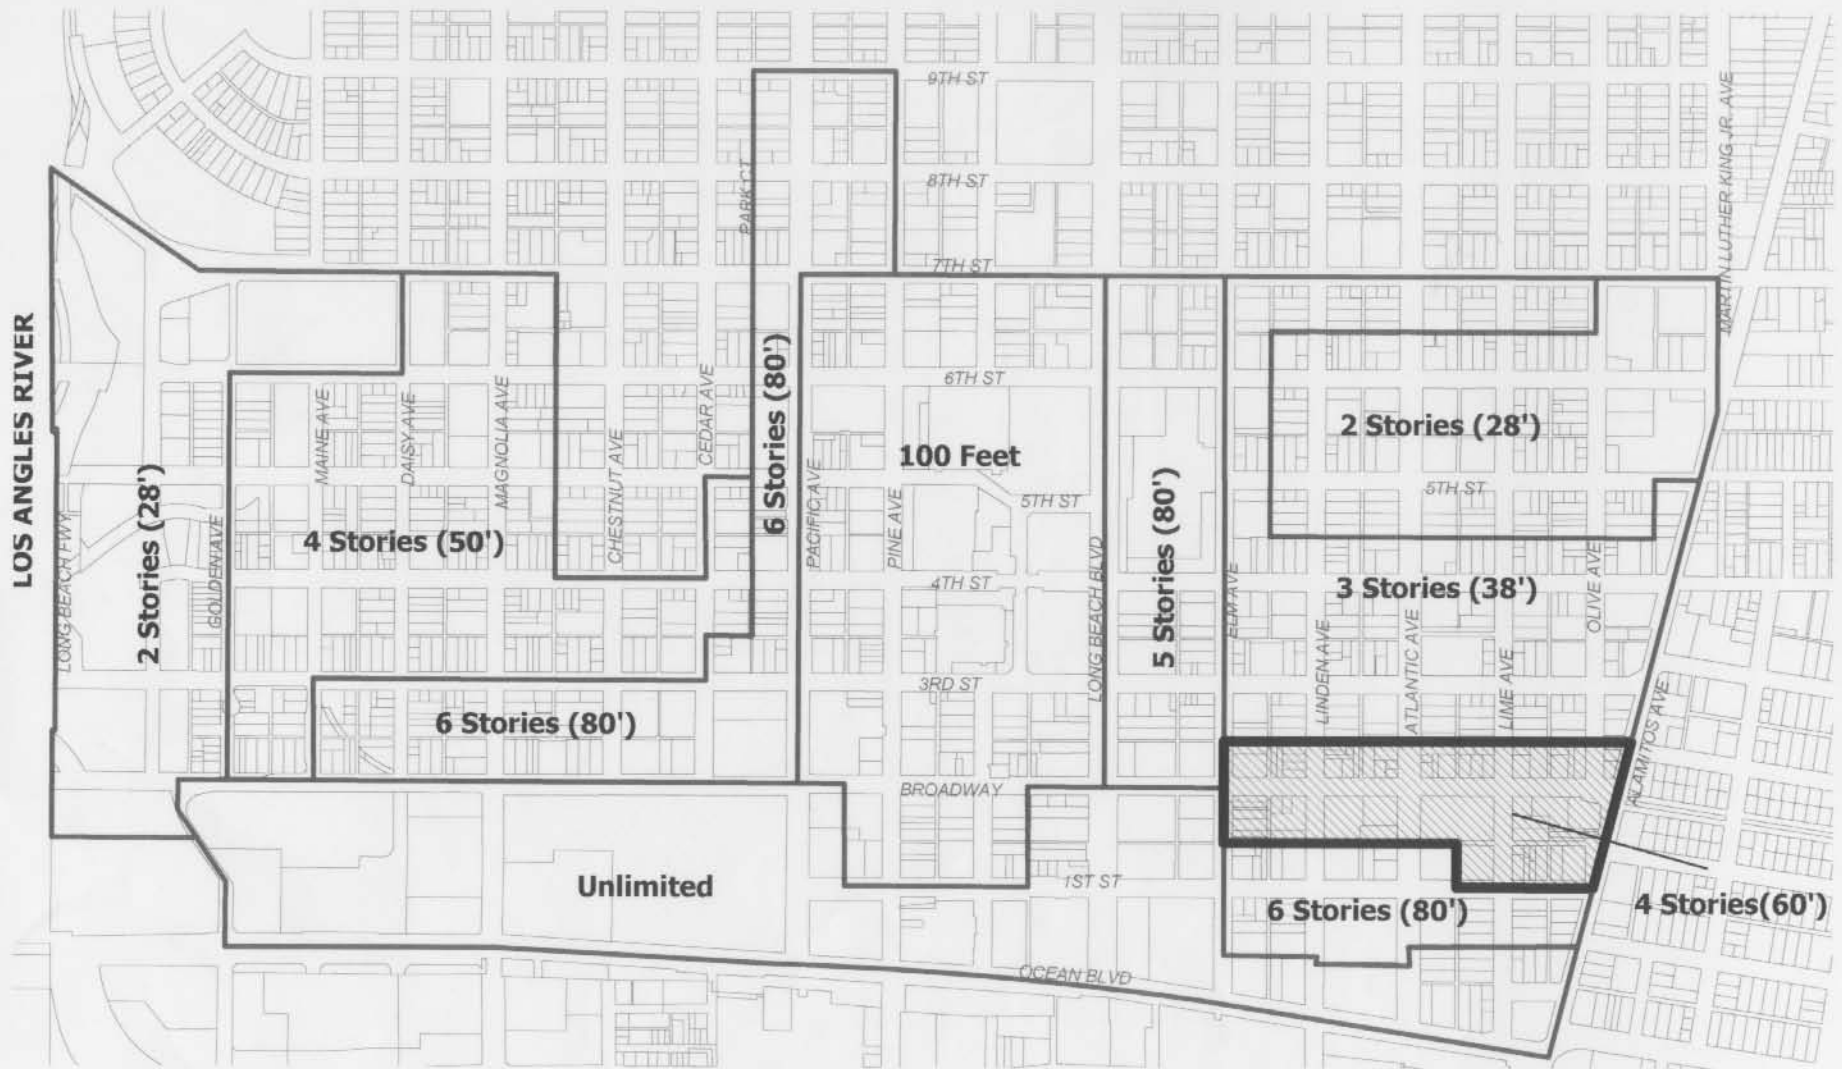 9TH ST
8TH ST
PARK CT
MARTIN LUTHER KING JR. AVE
7TH ST
LOS ANGLES RIVER
6 Stories (80')
6TH ST
MAINE AVE
DAISY AVE
MAGNOLIA AVE
CEDAR AVE
2 Stories (28')
100 Feet
CHESTNUT AVE
PACIFIC AVE
PINE AVE
5TH ST
5TH ST
LONG BEACH FWY
2 Stories (28')
GOLDEN AVE
4 Stories (50')
5 Stories (80')
LONG BEACH BLVD
4TH ST
ELM AVE
3 Stories (38')
OLIVE AVE
LINDEN AVE
ATLANTIC AVE
LIME AVE
3RD ST
6 Stories (80')
ALAMITOS AVE
BROADWAY
Unlimited
1ST ST
6 Stories (80')
4 Stories(60')
OCEAN BLVD